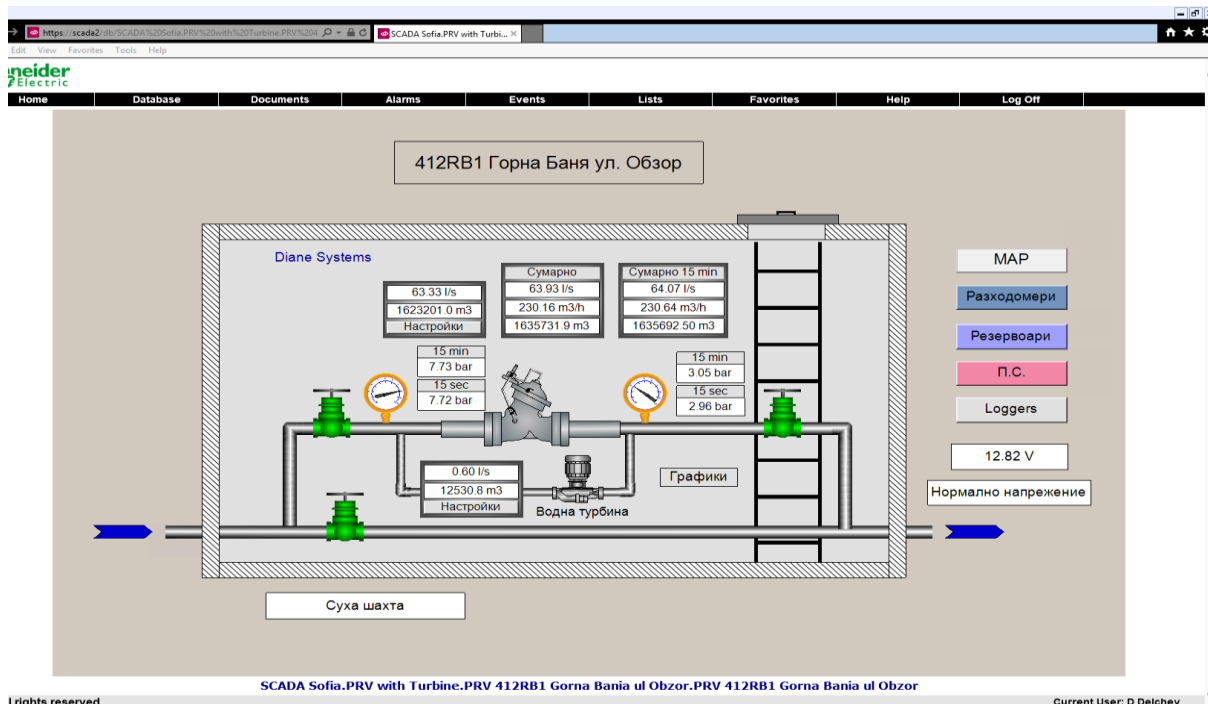 https://scada2/db/SCADA%20Sofia.PRV%20with%20Turbine.PRV%204
SCADA Sofia.PRV with Turbi...
Edit View Favorites Tools Help
neider
Electric
Home Database Documents Alarms Events Lists Favorites Help Log Off
412RB1 Горна Баня ул. Обзор
Diane Systems
63.33 l/s
1623201.0 m3
Настройки
Сумарно
63.93 l/s
230.16 m3/h
1635731.9 m3
Сумарно 15 min
64.07 l/s
230.64 m3/h
1635692.50 m3
15 min
7.73 bar
15 sec
7.72 bar
15 min
3.05 bar
15 sec
2.96 bar
0.60 l/s
12530.8 m3
Настройки
Водна турбина
Графики
MAP
Разходомери
Резервоари
П.С.
Loggers
12.82 V
Нормално напрежение
Суха шахта
SCADA Sofia.PRV with Turbine.PRV 412RB1 Gorna Bania ul Obzor.PRV 412RB1 Gorna Bania ul Obzor
l rights reserved
Current User: D Delchev